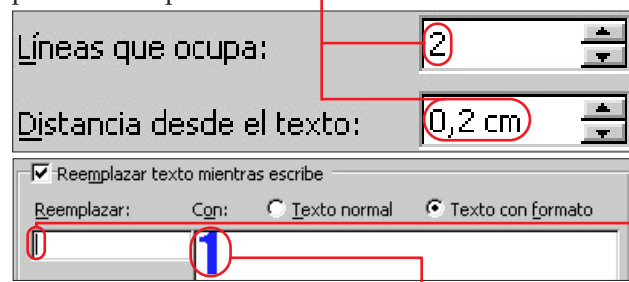 Líneas que ocupa: 2
Distancia desde el texto: 0,2 cm
Reemplazar texto mientras escribe
Reemplazar: Con: Texto normal Texto con formato
1